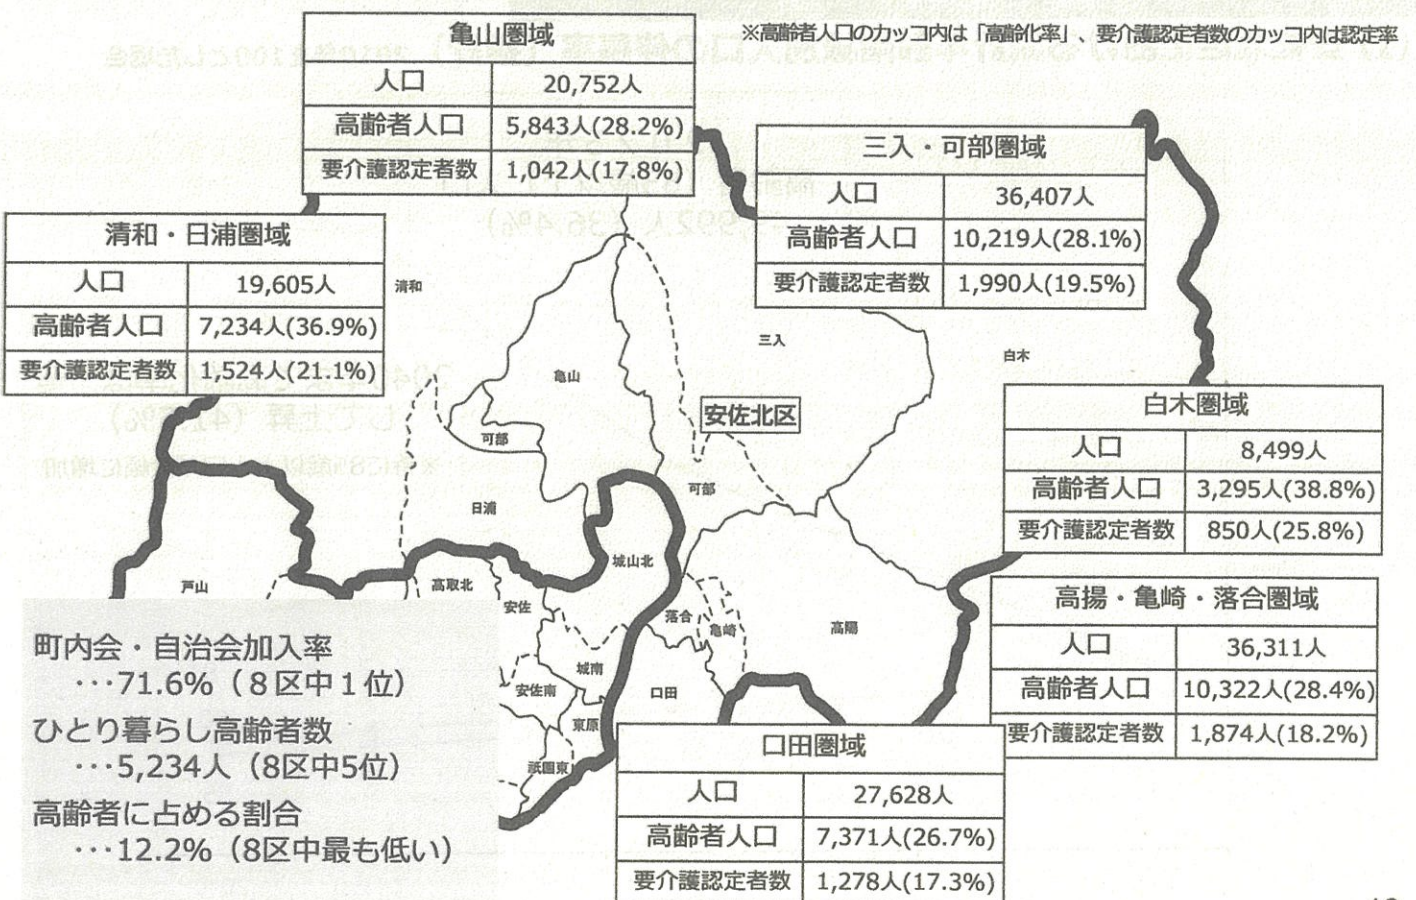 ※高齢者人口のカッコ内は「高齢化率」、要介護認定者数のカッコ内は認定率
亀山圏域
人口 20,752人
高齢者人口 5,843人(28.2%)
要介護認定者数 1,042人(17.8%)
三入・可部圏域
人口 36,407人
高齢者人口 10,219人(28.1%)
要介護認定者数 1,990人(19.5%)
清和・日浦圏域
人口 19,605人
高齢者人口 7,234人(36.9%)
要介護認定者数 1,524人(21.1%)
清和
三入
白木
亀山
安佐北区
可部
可部
日浦
白木圏域
人口 8,499人
高齢者人口 3,295人(38.8%)
要介護認定者数 850人(25.8%)
城山北
戸山
高取北
安佐
落合
亀崎
高陽
城南
安佐南
口田
東原
祇園東
高揚・亀崎・落合圏域
人口 36,311人
高齢者人口 10,322人(28.4%)
要介護認定者数 1,874人(18.2%)
町内会・自治会加入率
･･･71.6%（８区中１位）
ひとり暮らし高齢者数
･･･5,234人（8区中5位）
高齢者に占める割合
･･･12.2%（8区中最も低い）
口田圏域
人口 27,628人
高齢者人口 7,371人(26.7%)
要介護認定者数 1,278人(17.3%)